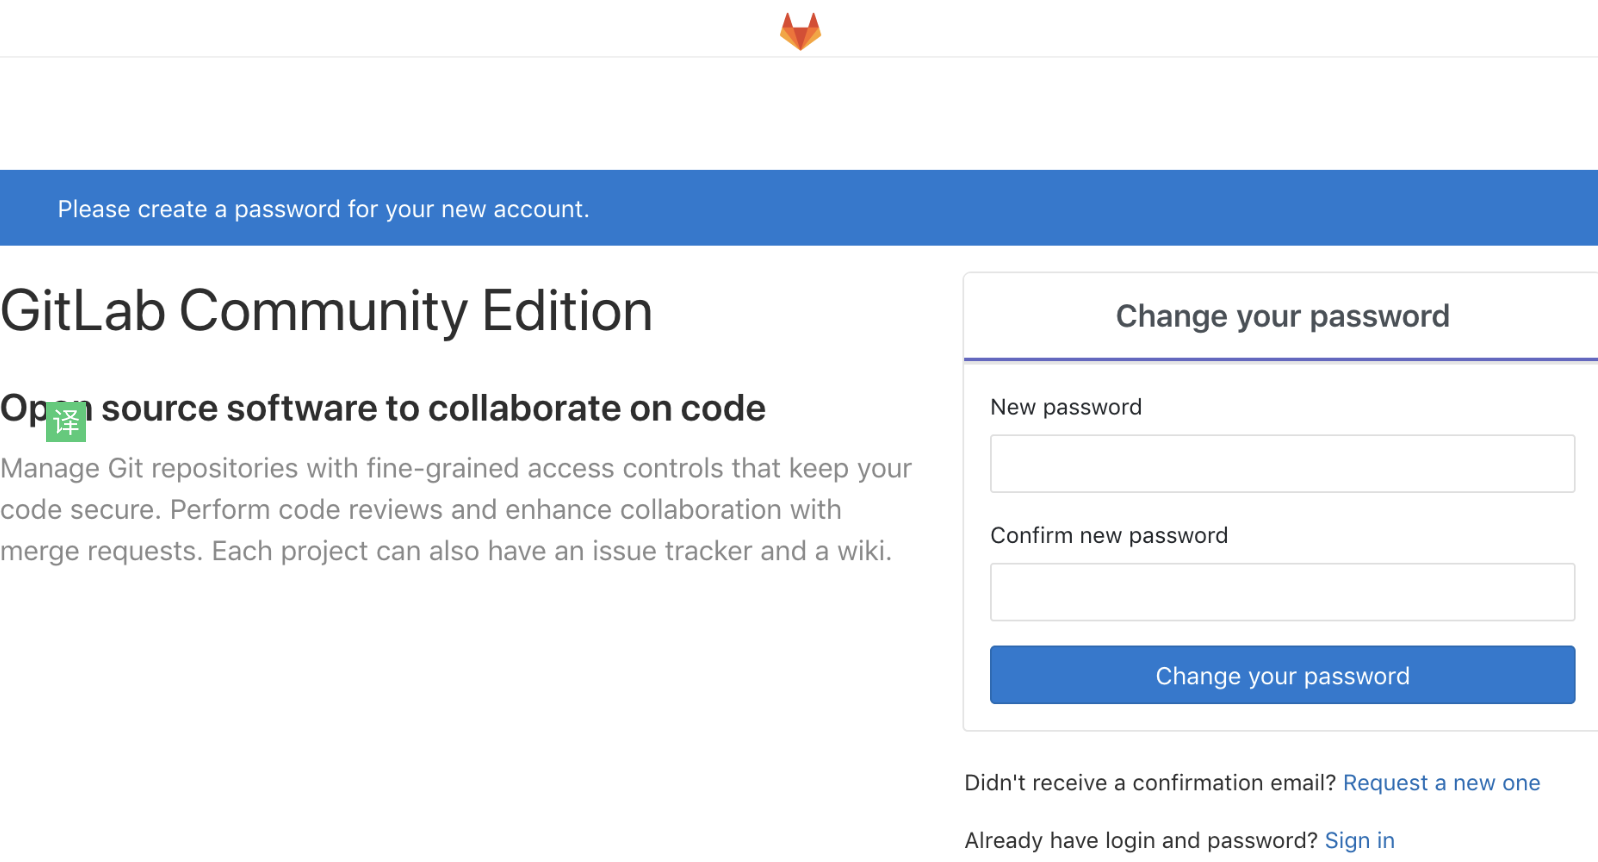 Please create a password for your new account.
GitLab Community Edition
Open source software to collaborate on code
译
Manage Git repositories with fine-grained access controls that keep your
code secure. Perform code reviews and enhance collaboration with
merge requests. Each project can also have an issue tracker and a wiki.
Change your password
New password
Confirm new password
Change your password
Didn't receive a confirmation email? Request a new one
Already have login and password? Sign in